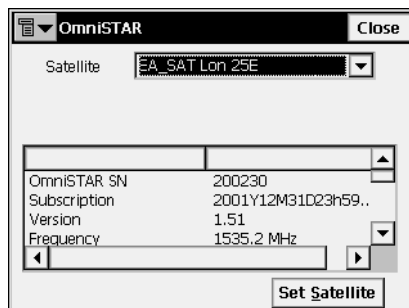 OmniSTAR Close
Satellite EA_SAT Lon 25E
OmniSTAR SN 200230
Subscription 2001Y12M31D23h59..
Version 1.51
Frequency 1535.2 MHz
Set Satellite